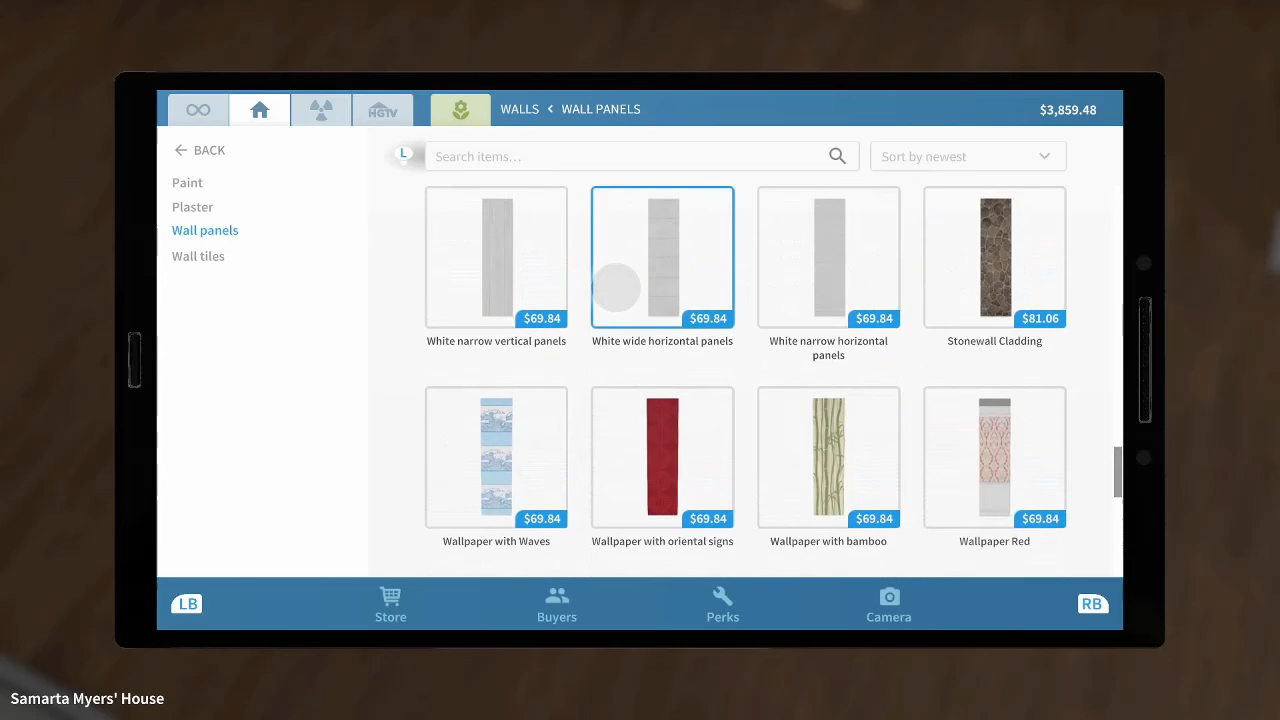 HGTV
WALLS < WALL PANELS
$3,859.48
BACK
L
Search items...
Sort by newest
Paint
Plaster
Wall panels
Wall tiles
$69.84
$69.84
$69.84
$81.06
White narrow vertical panels
White wide horizontal panels
White narrow horizontal
panels
Stonewall Cladding
$69.84
$69.84
$69.84
$69.84
Wallpaper with Waves
Wallpaper with oriental signs
Wallpaper with bamboo
Wallpaper Red
LB
Store
Buyers
Perks
Camera
RB
Samarta Myers' House